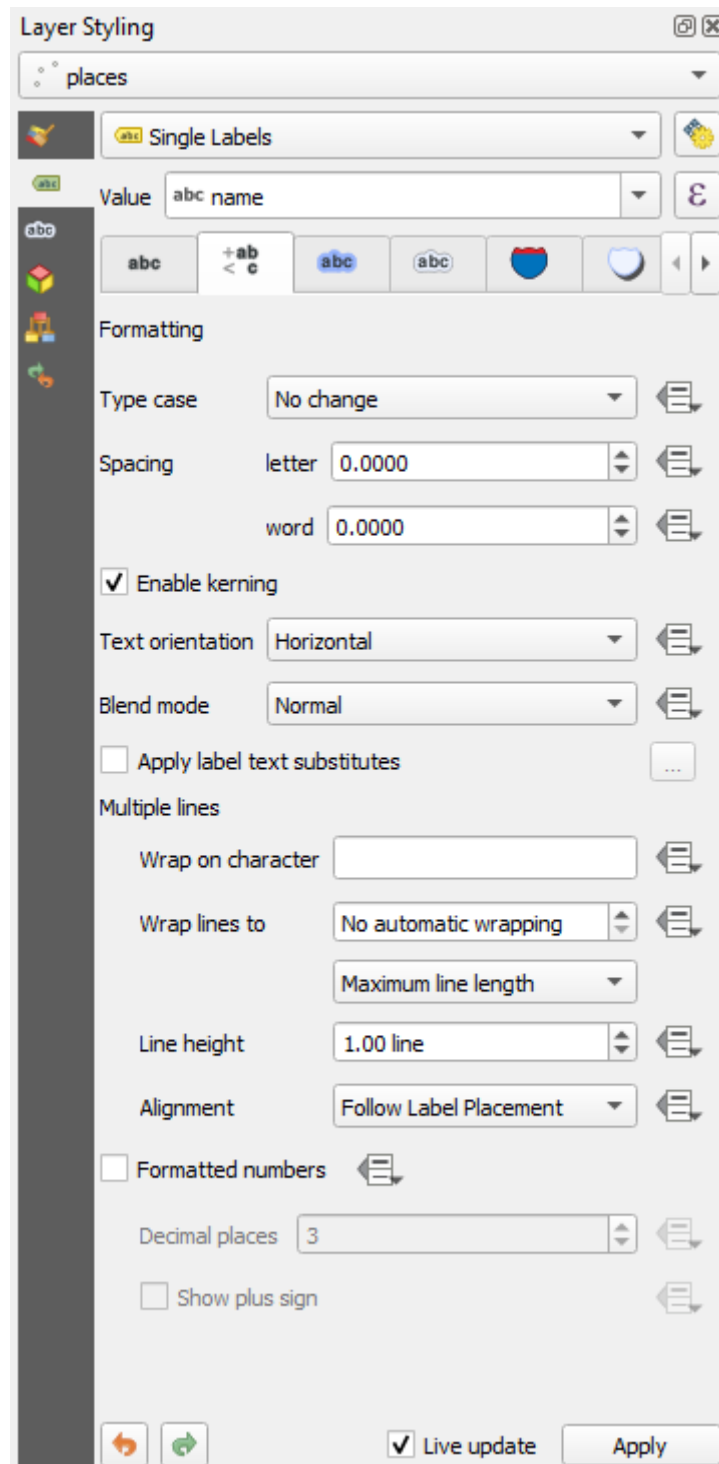 Layer Styling
places
abc Single Labels
abc
Value abc name ε
abc
abc +ab < c abc abc
Formatting
Type case No change
Spacing letter 0.0000
word 0.0000
Enable kerning
Text orientation Horizontal
Blend mode Normal
Apply label text substitutes ...
Multiple lines
Wrap on character
Wrap lines to No automatic wrapping
Maximum line length
Line height 1.00 line
Alignment Follow Label Placement
Formatted numbers
Decimal places 3
Show plus sign
Live update Apply